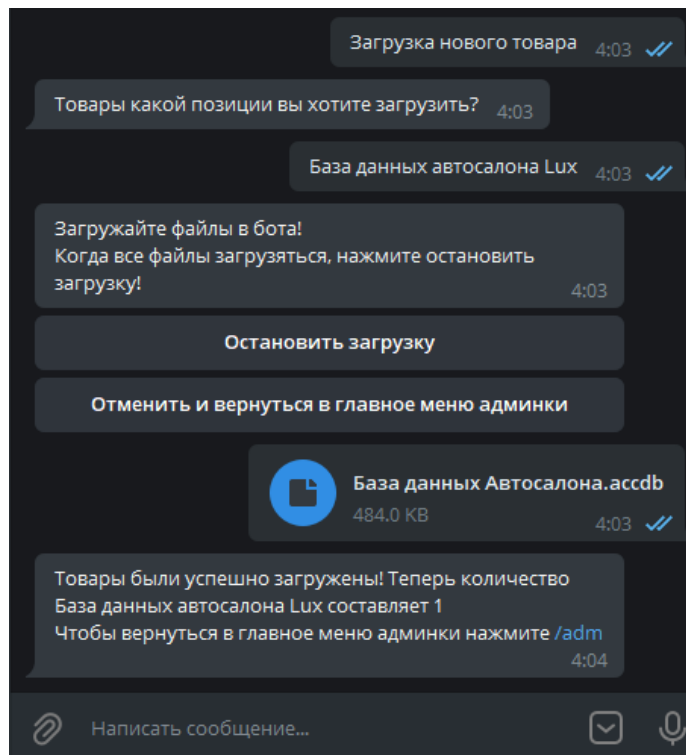 Загрузка нового товара 4:03
Товары какой позиции вы хотите загрузить? 4:03
База данных автосалона Lux 4:03
Загружайте файлы в бота!
Когда все файлы загрузяться, нажмите остановить
загрузку! 4:03
Остановить загрузку
Отменить и вернуться в главное меню админки
База данных Автосалона.accdb
484.0 KB 4:03
Товары были успешно загружены! Теперь количество
База данных автосалона Lux составляет 1
Чтобы вернуться в главное меню админки нажмите /adm
4:04
Написать сообщение...